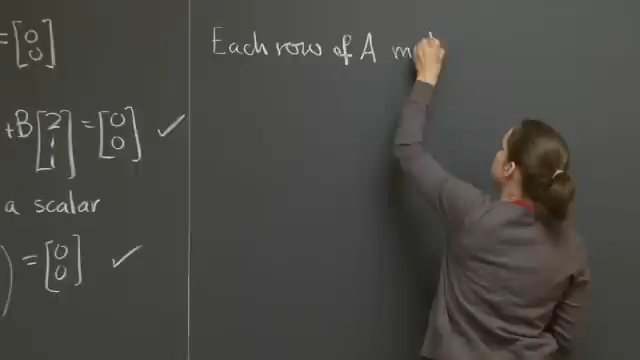 = [0 0]
Each row of A m
+B [2 1 1] = [0 0] ✓
a scalar
) = [0 0] ✓